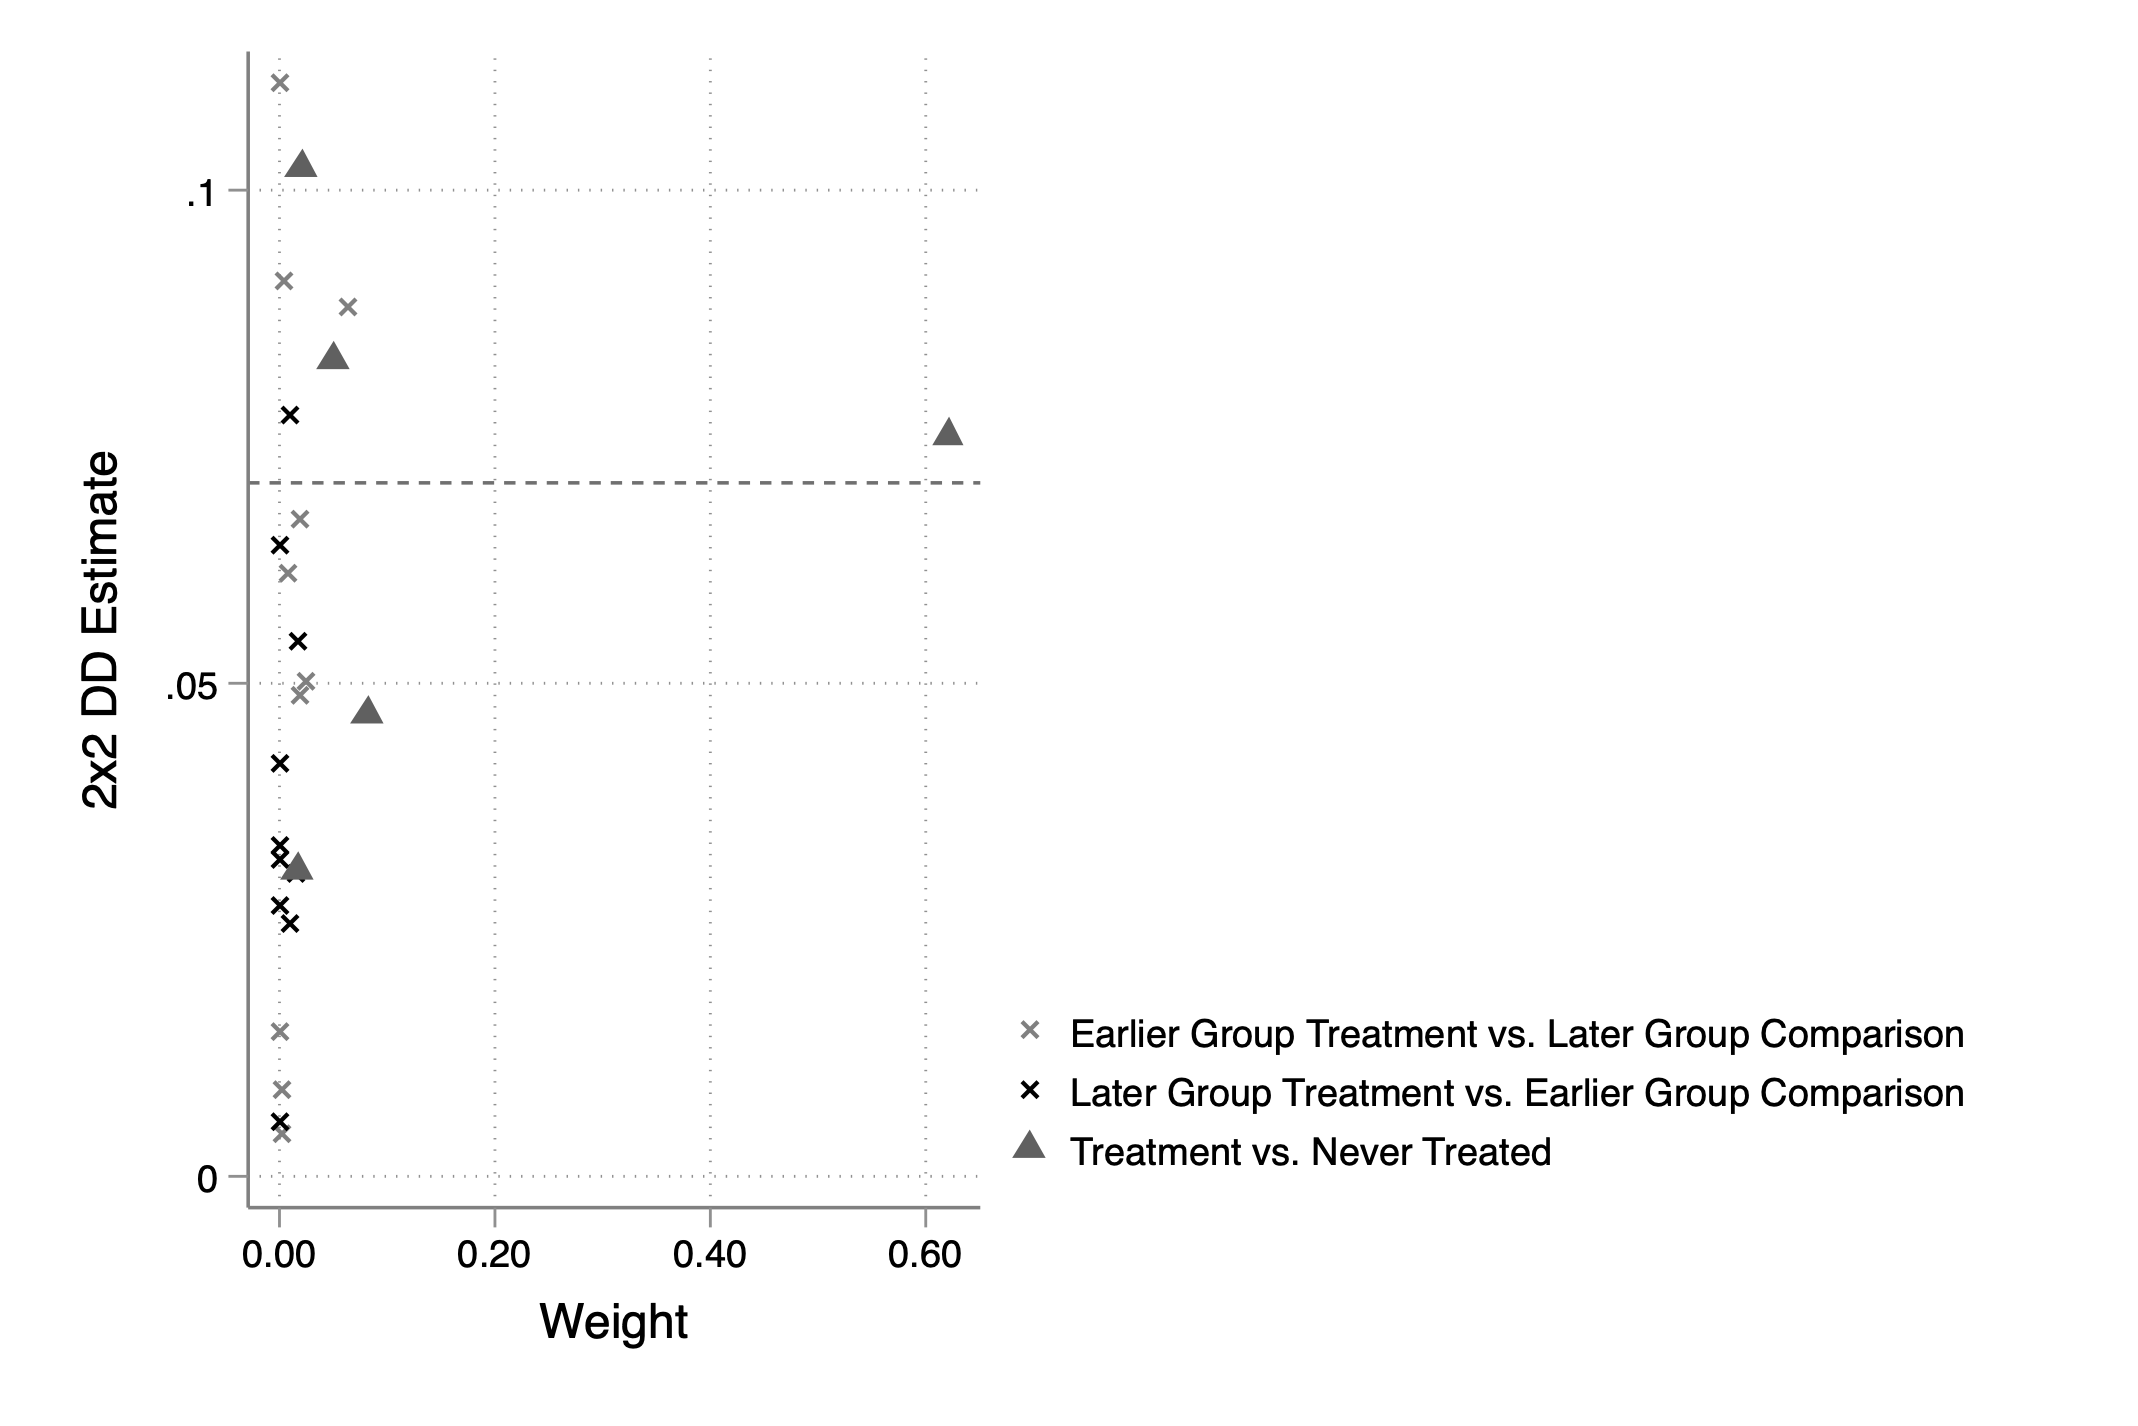 2x2 DD Estimate
.1
.05
0
0.00 0.20 0.40 0.60
Weight
Earlier Group Treatment vs. Later Group Comparison
Later Group Treatment vs. Earlier Group Comparison
Treatment vs. Never Treated